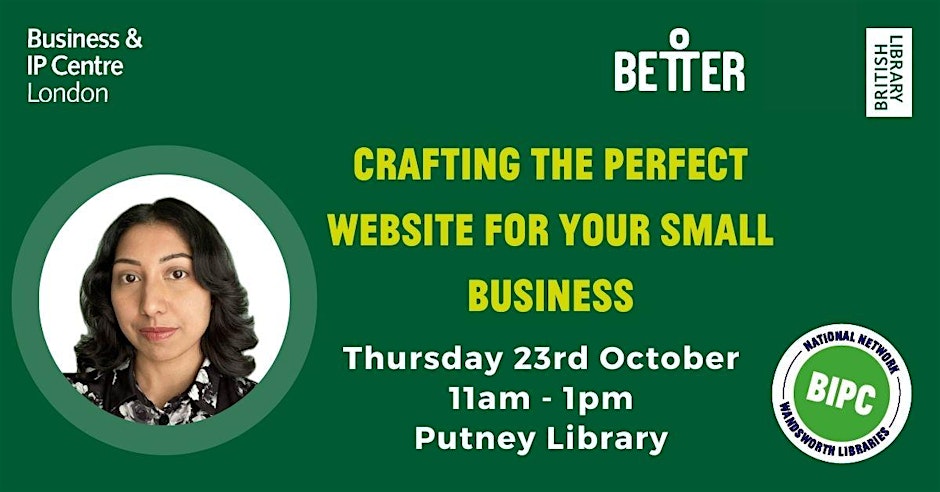 Business &
IP Centre
London
BETTER
BRITISH
LIBRARY
CRAFTING THE PERFECT
WEBSITE FOR YOUR SMALL
BUSINESS
Thursday 23rd October
11am - 1pm
Putney Library
NATIONAL NETWORK
BIPC
WANDSWORTH LIBRARIES